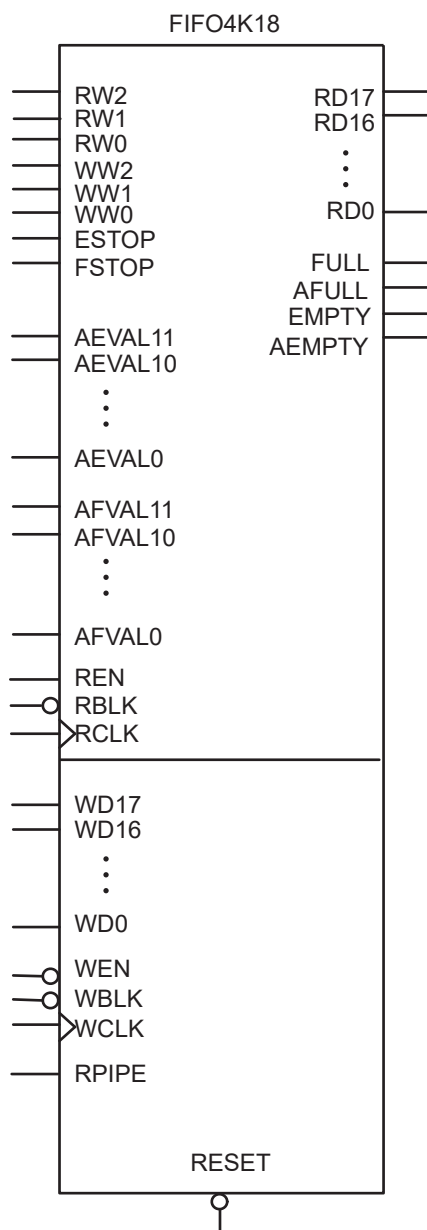 FIFO4K18
RW2
RW1
RW0
WW2
WW1
WW0
ESTOP
FSTOP
AEVAL11
AEVAL10
AEVAL0
AFVAL11
AFVAL10
AFVAL0
REN
RBLK
RCLK
RD17
RD16
RD0
FULL
AFULL
EMPTY
AEMPTY
WD17
WD16
WD0
WEN
WBLK
WCLK
RPIPE
RESET